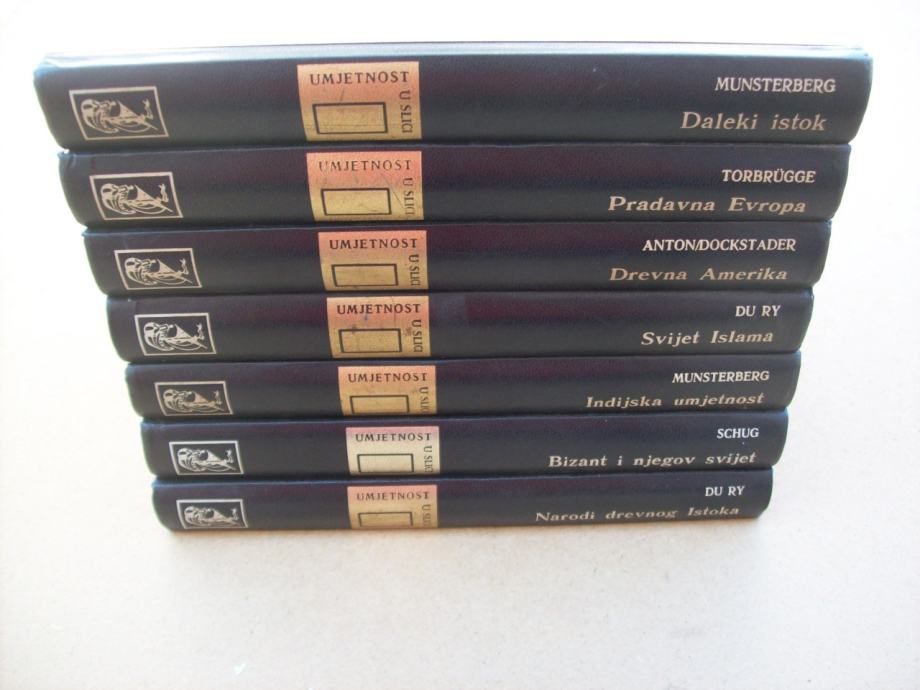 UMJETNOST
U SLICI
MUNSTERBERG
Daleki istok
UMJETNOST
U SLICI
TORBRÜGGE
Pradavna Evropa
UMJETNOST
U SLICI
ANTON/DOCKSTADER
Drevna Amerika
UMJETNOST
U SLICI
DU RY
Svijet Islama
UMJETNOST
U SLICI
MUNSTERBERG
Indijska umjetnost
UMJETNOST
U SLICI
SCHUG
Bizant i njegov svijet
UMJETNOST
U SLICI
DU RY
Narodi drevnog Istoka